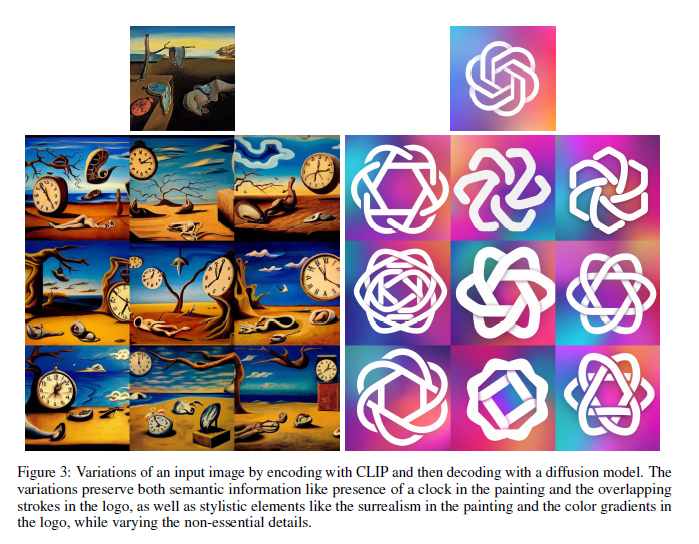 Figure 3: Variations of an input image by encoding with CLIP and then decoding with a diffusion model. The
variations preserve both semantic information like presence of a clock in the painting and the overlapping
strokes in the logo, as well as stylistic elements like the surrealism in the painting and the color gradients in
the logo, while varying the non-essential details.